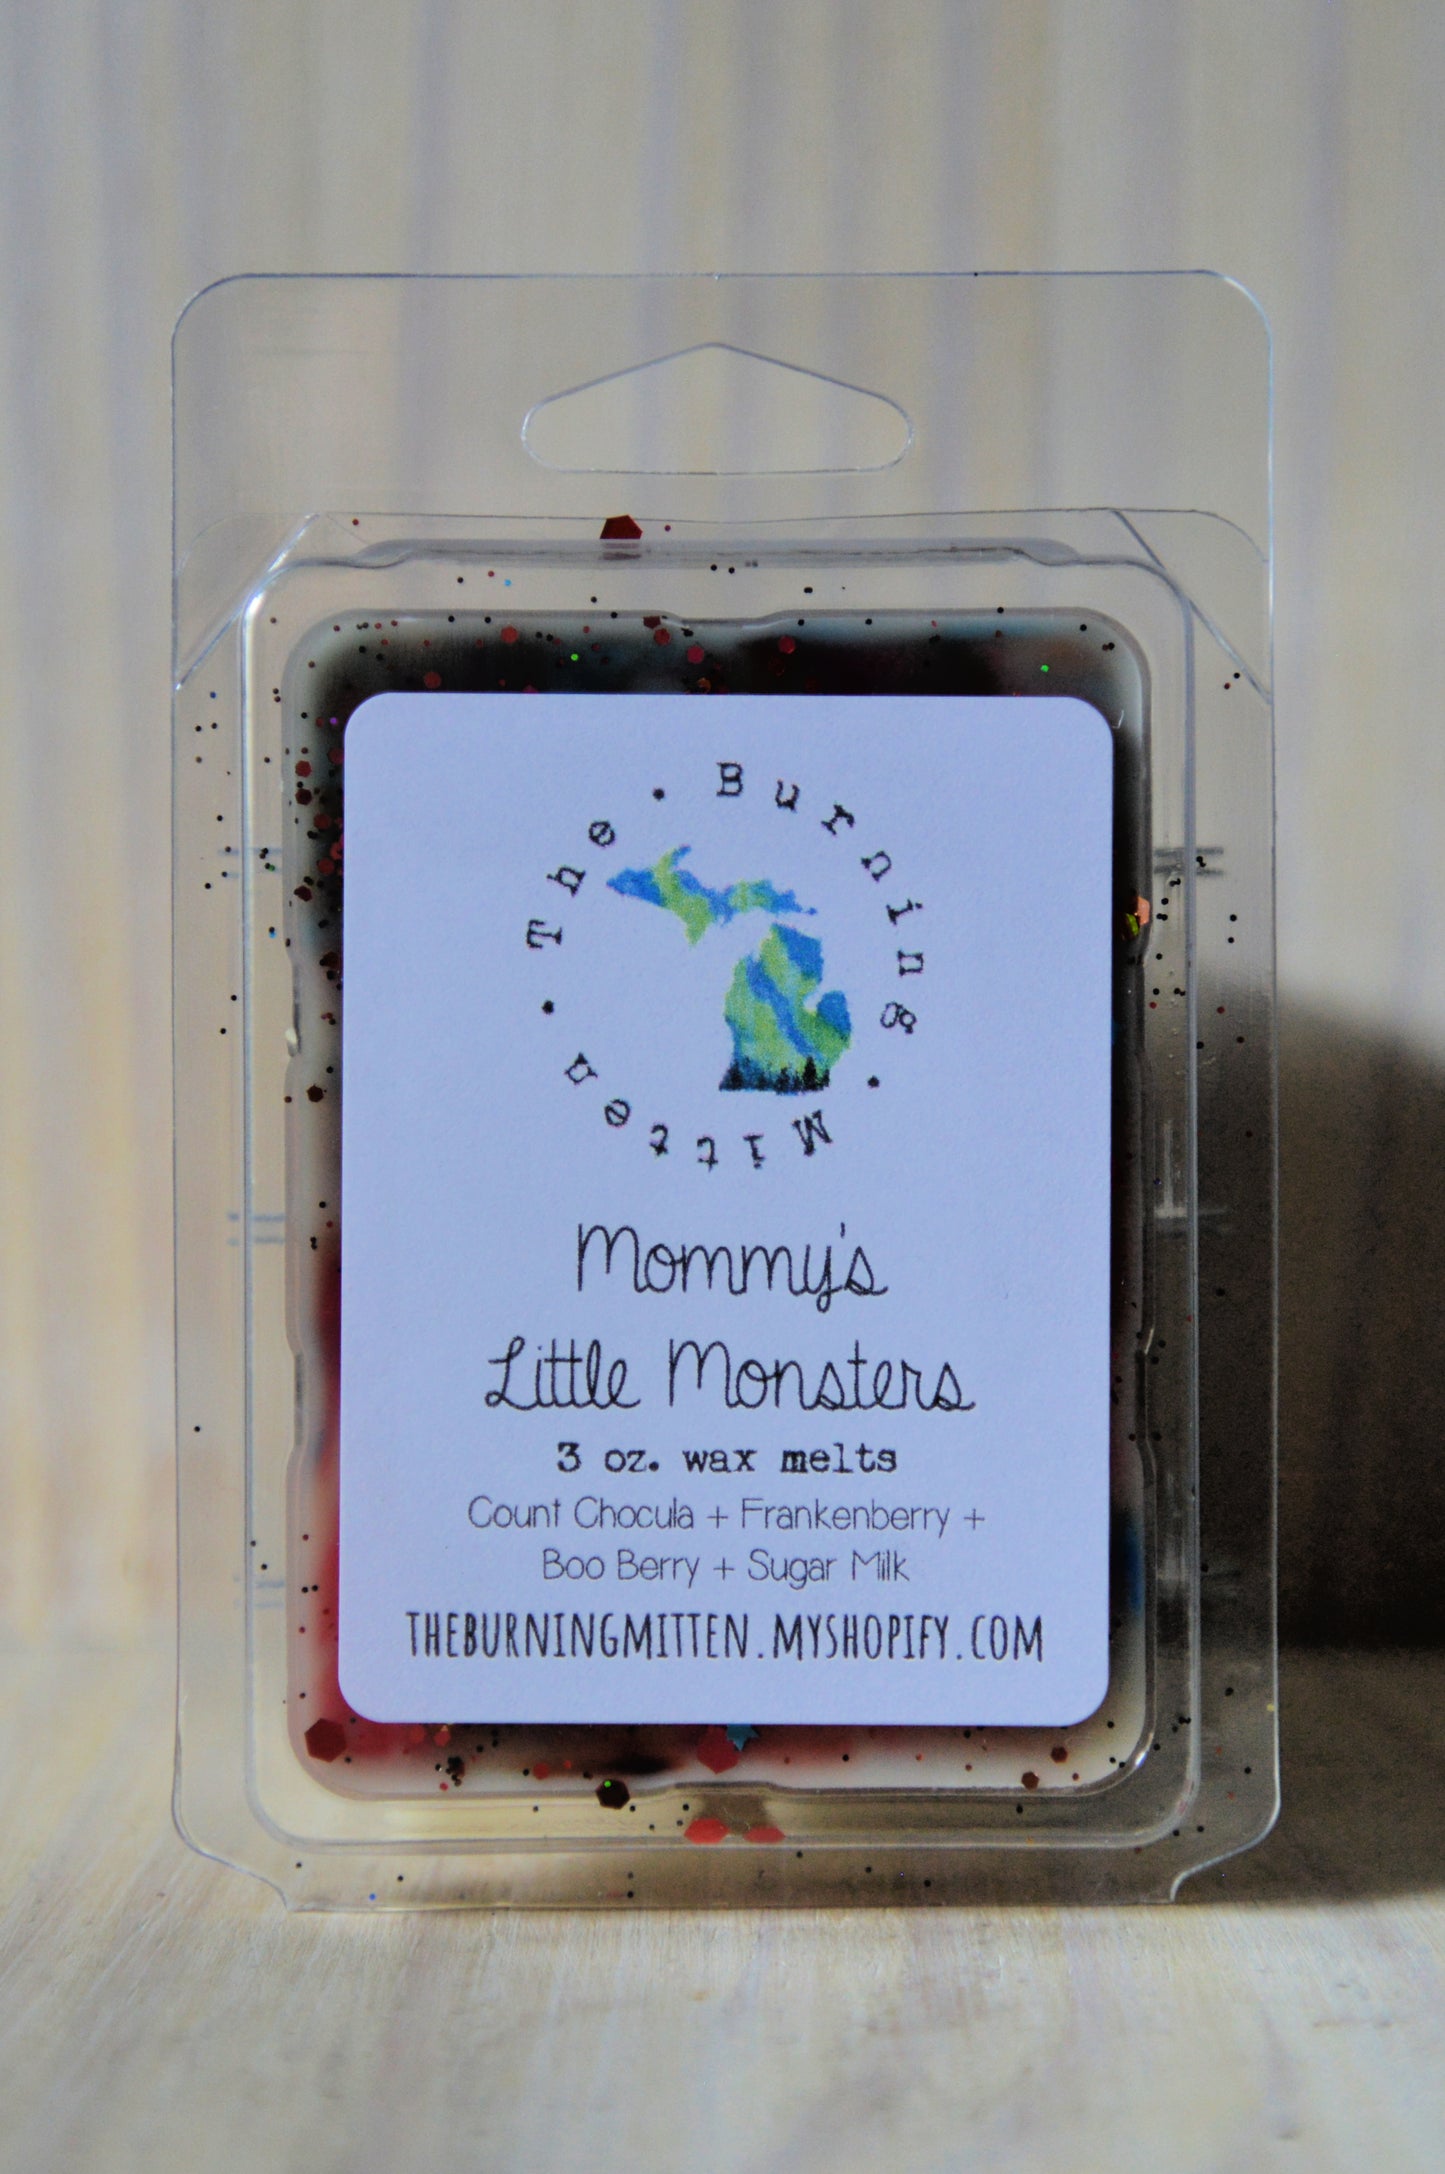 The • Burning • Mitten •
Mommy's
Little Monsters
3 oz. wax melts
Count Chocula + Frankenberry +
Boo Berry + Sugar Milk
THEBURNINGMITTEN.MYSHOPIFY.COM